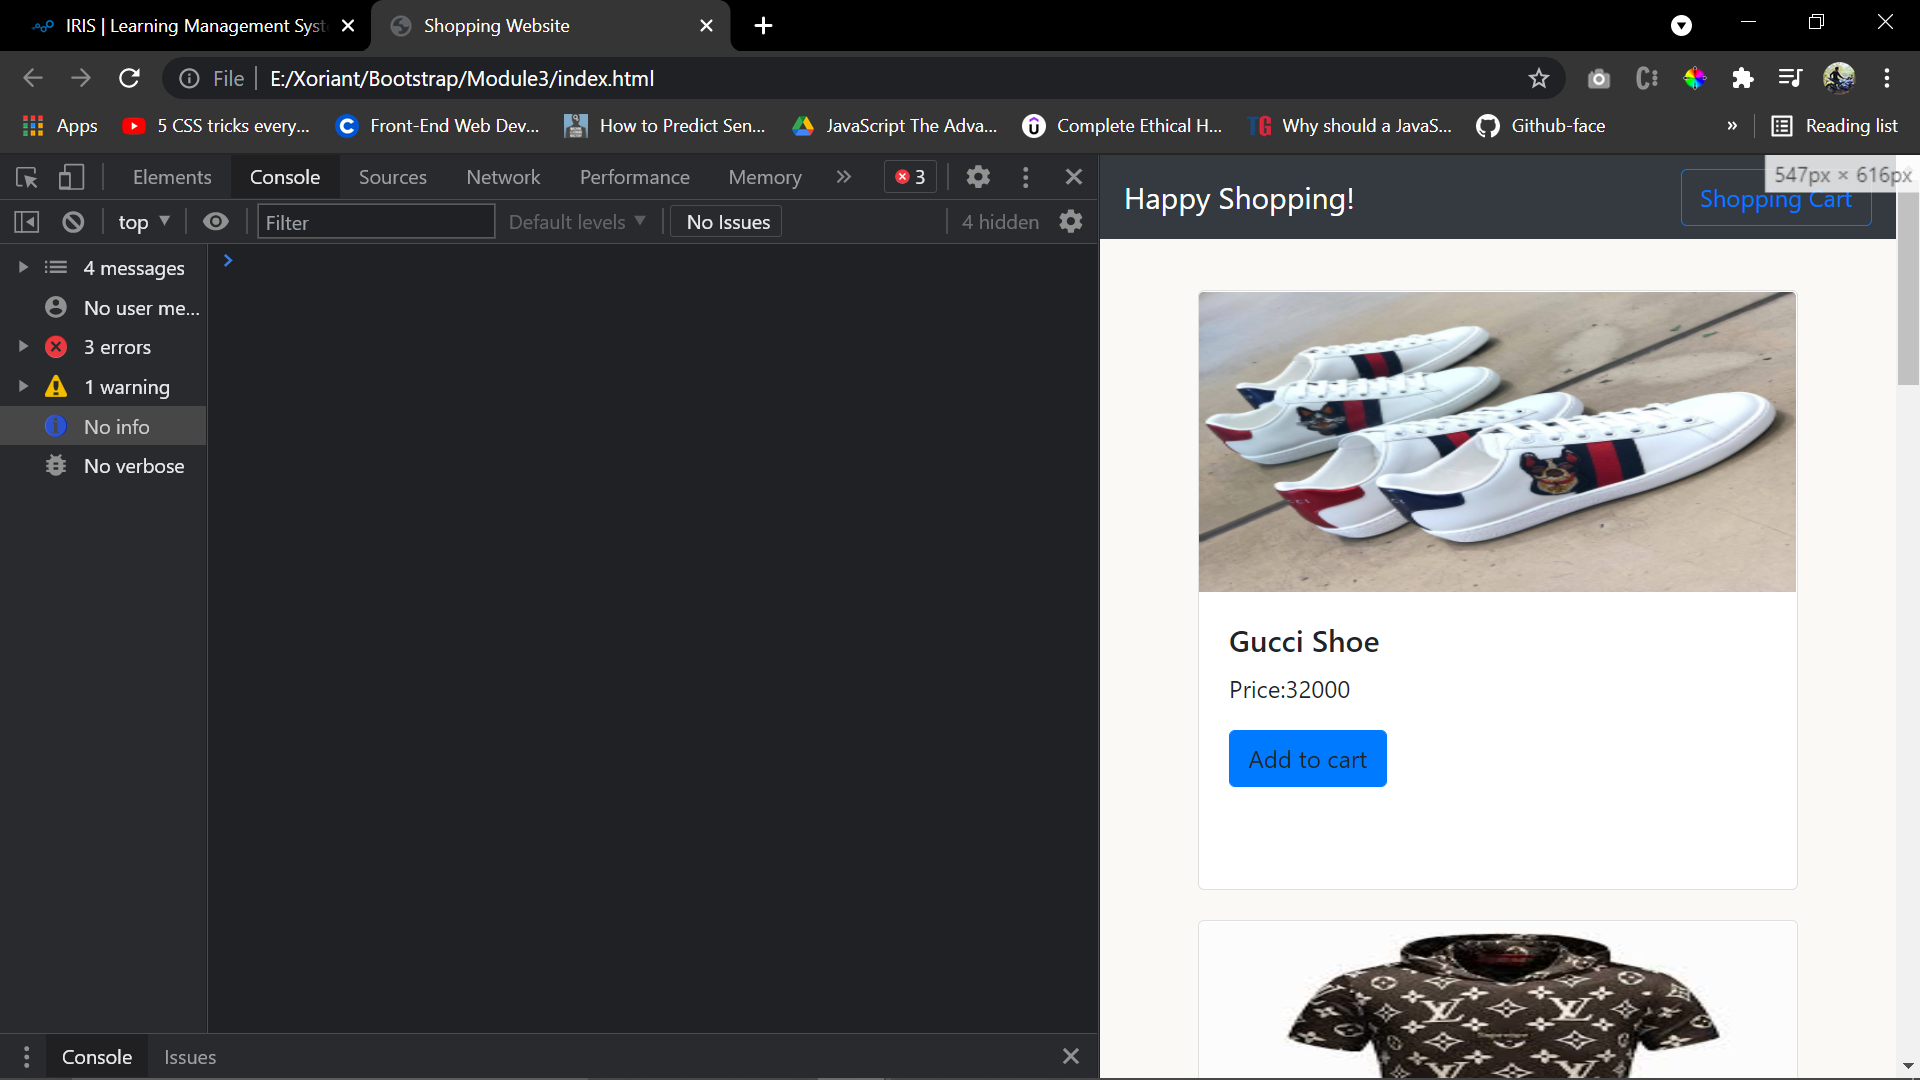 IRIS | Learning Management Syst
Shopping Website
File
E:/Xoriant/Bootstrap/Module3/index.html
Apps
5 CSS tricks every...
Front-End Web Dev...
How to Predict Sen...
JavaScript The Adva...
Complete Ethical H...
TG
Why should a JavaS...
Github-face
»
Reading list
Elements
Console
Sources
Network
Performance
Memory
3
top
Filter
Default levels
No Issues
4 hidden
4 messages
No user me...
3 errors
1 warning
No info
No verbose
Console
Issues
Happy Shopping!
547px × 616px
Shopping Cart
Gucci Shoe
Price:32000
Add to cart